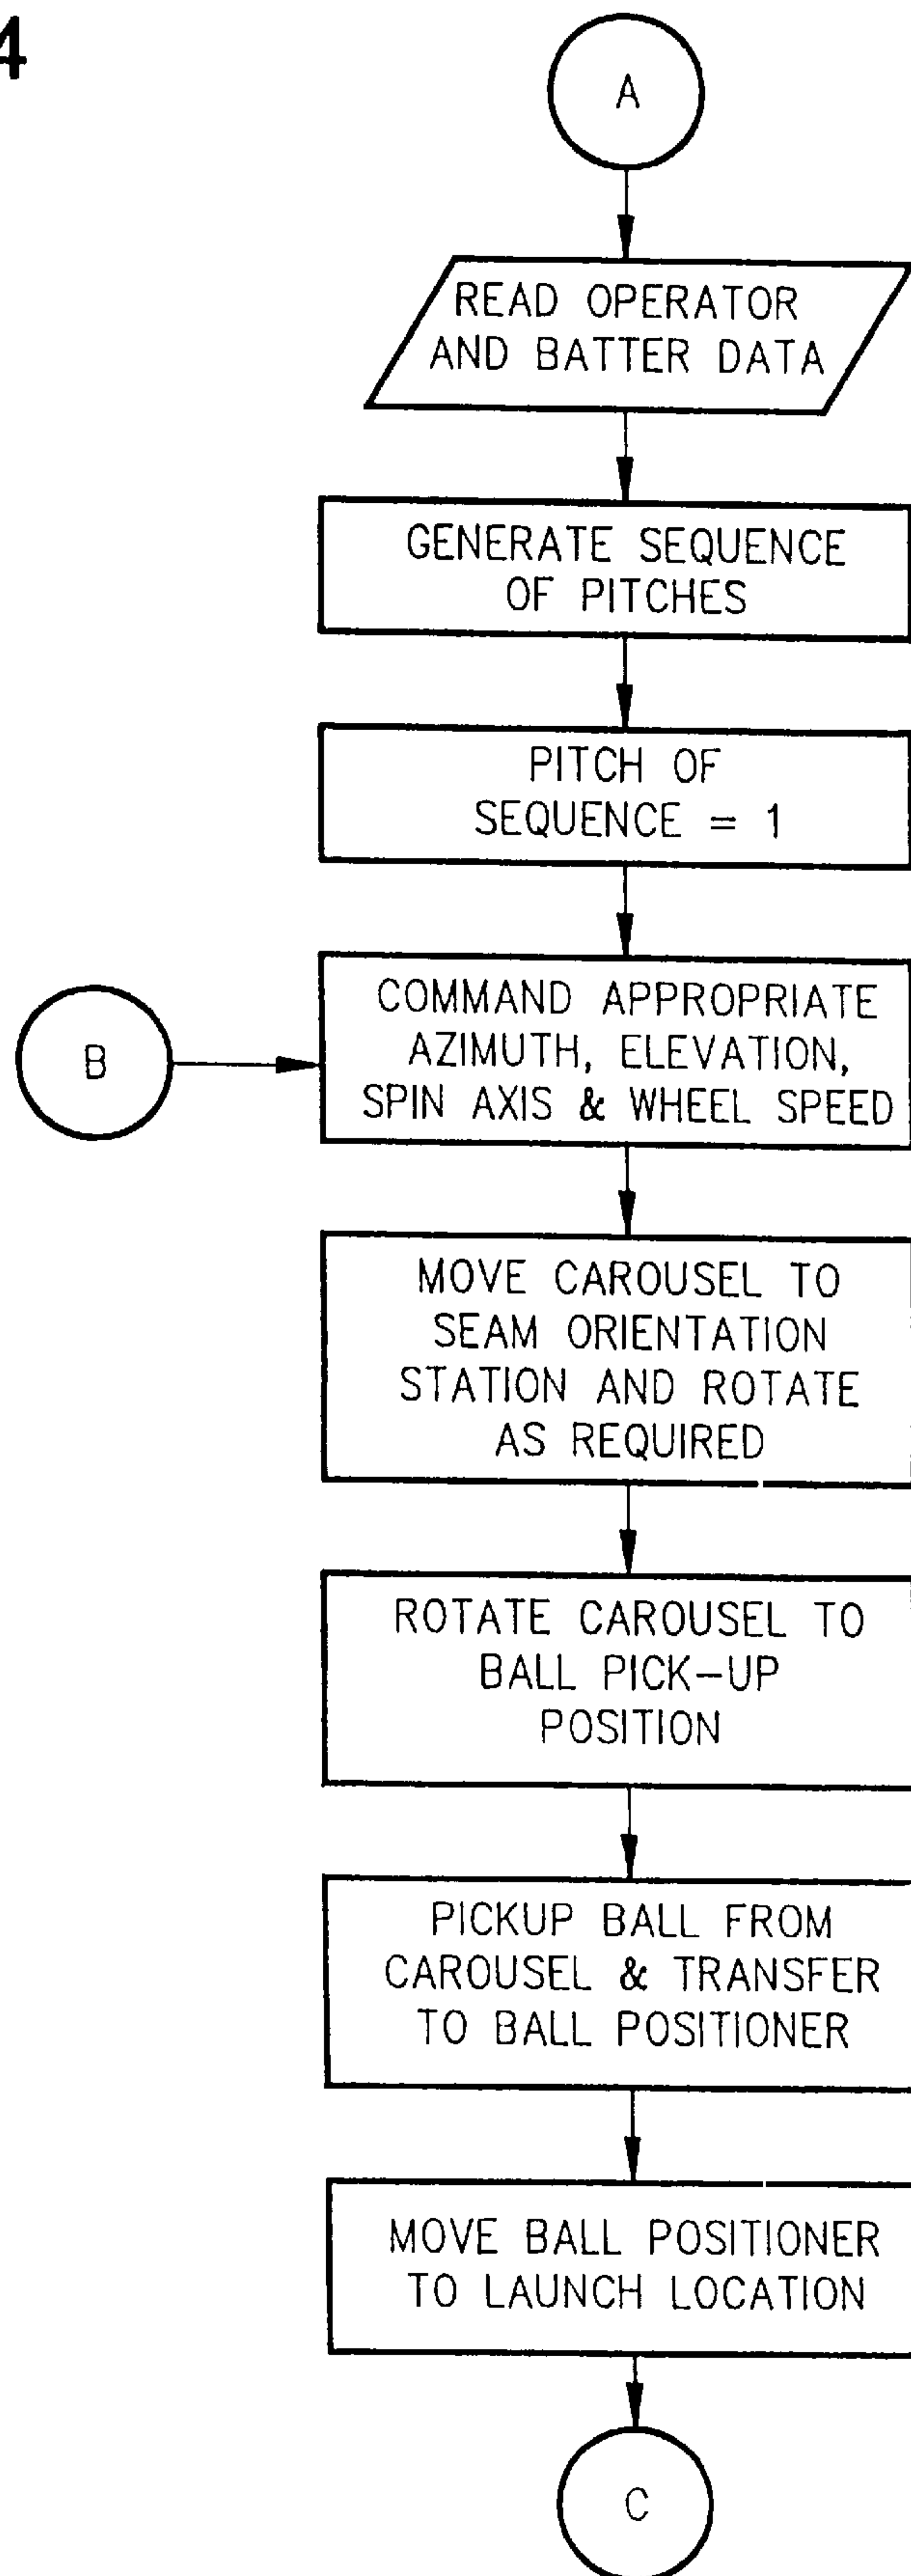 4
A
READ OPERATOR
AND BATTER DATA
GENERATE SEQUENCE
OF PITCHES
PITCH OF
SEQUENCE = 1
COMMAND APPROPRIATE
AZIMUTH, ELEVATION,
SPIN AXIS & WHEEL SPEED
B
MOVE CAROUSEL TO
SEAM ORIENTATION
STATION AND ROTATE
AS REQUIRED
ROTATE CAROUSEL TO
BALL PICK-UP
POSITION
PICKUP BALL FROM
CAROUSEL & TRANSFER
TO BALL POSITIONER
MOVE BALL POSITIONER
TO LAUNCH LOCATION
C